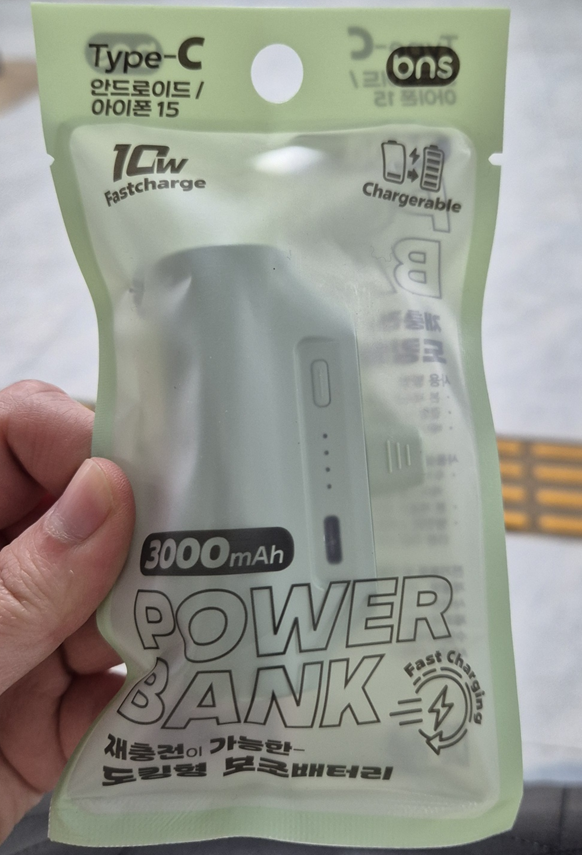 Type-C
안드로이드 /
아이폰 15
bns
10W
Fastcharge
Chargerable
3000mAh
POWER
BANK
Fast Charging
재충전이 가능한-
도킹형 보조배터리